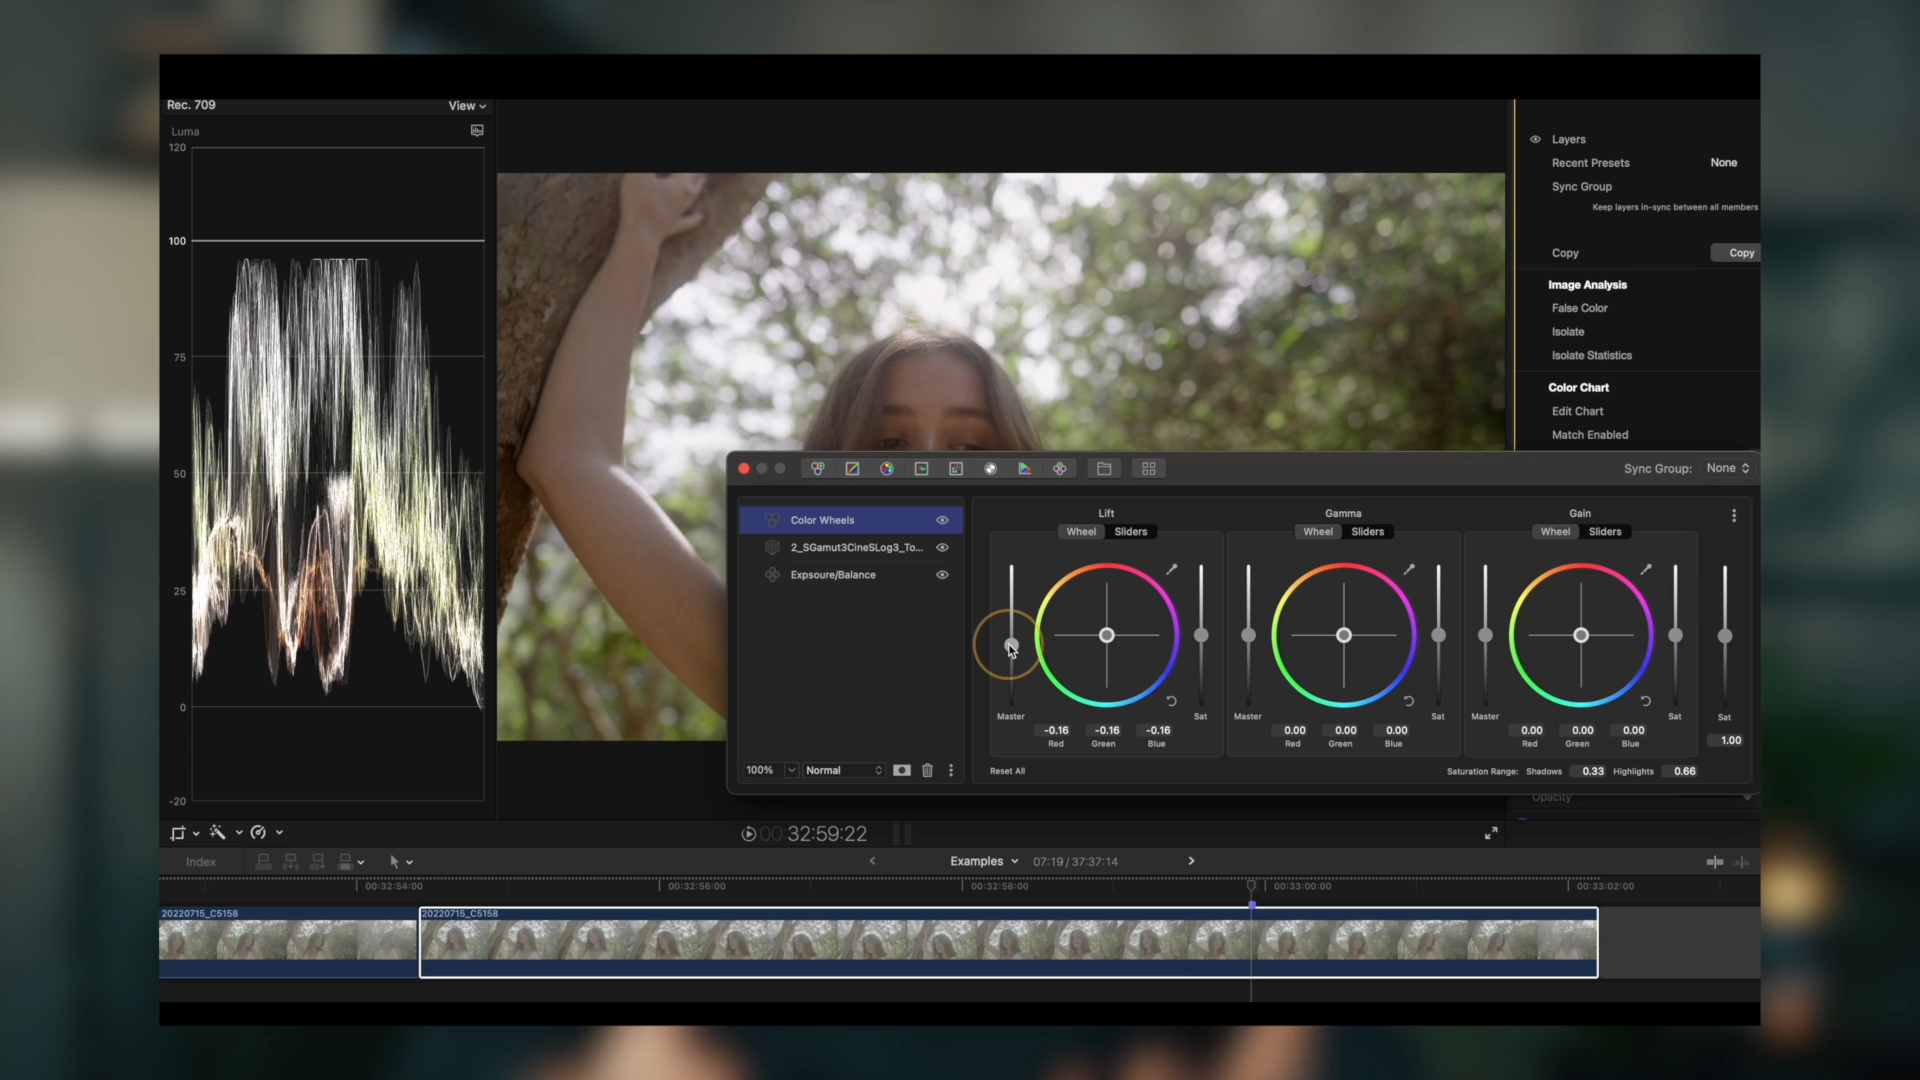 Rec. 709
View
Luma
120
100
75
50
25
0
-20
Layers
Recent Presets None
Sync Group
Keep layers in-sync between all members
Copy Copy
Image Analysis
False Color
Isolate
Isolate Statistics
Color Chart
Edit Chart
Match Enabled
Sync Group: None
Color Wheels
2_SGamut3CineSLog3_To...
Expsoure/Balance
100% Normal
Lift Gamma Gain
Wheel Sliders Wheel Sliders Wheel Sliders
Master Sat Master Sat Master Sat Sat
-0.16 -0.16 -0.16 0.00 0.00 0.00 0.00 0.00 0.00 1.00
Red Green Blue Red Green Blue Red Green Blue
Reset All Saturation Range: Shadows 0.33 Highlights 0.66
Opacity
00:32:59:22
Index
Examples 07:19 / 37:37:14
00:32:54:00 00:32:56:00 00:32:58:00 00:33:00:00 00:33:02:00
20220715_C5158 20220715_C5158